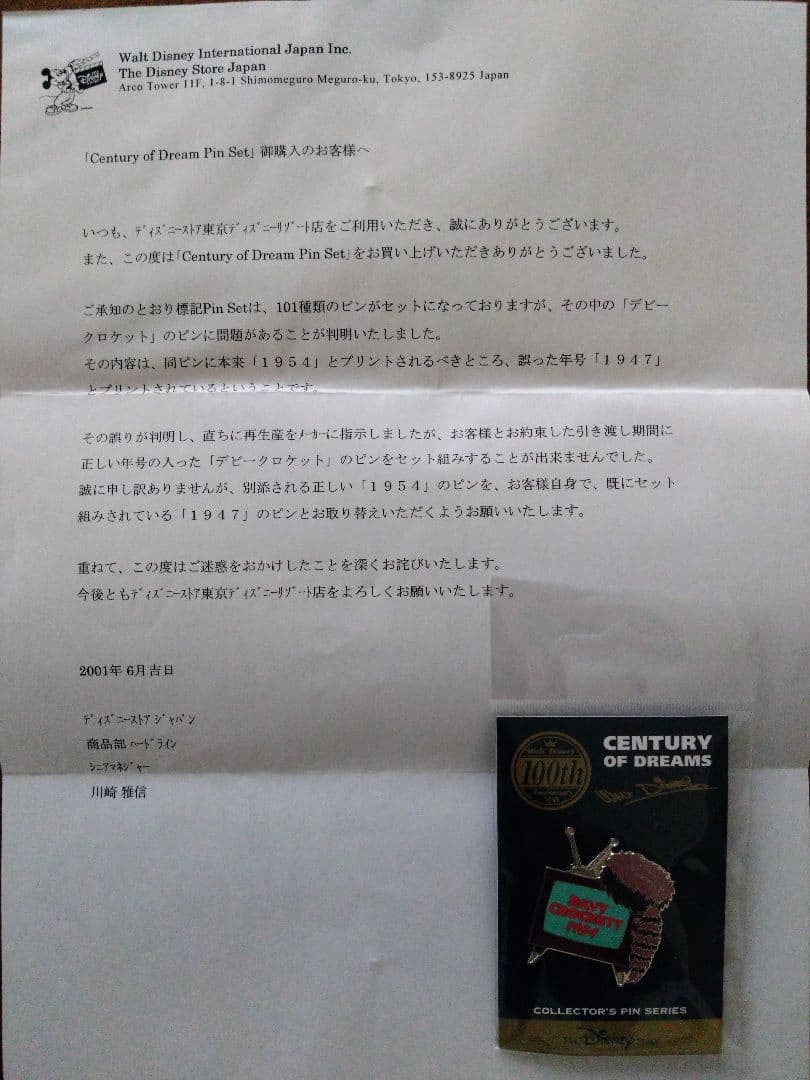 Walt Disney International Japan Inc.
The Disney Store Japan
Arco Tower 11F, 1-8-1 Shimomeguro Meguro-ku, Tokyo, 153-8925 Japan
「Century of Dream Pin Set」御購入のお客様へ
いつも、ﾃﾞｨｽﾞﾆｰｽﾄｱ東京ﾃﾞｨｽﾞﾆｰﾘｿﾞｰﾄ店をご利用いただき、誠にありがとうございます。
また、この度は「Century of Dream Pin Set」をお買い上げいただきありがとうございました。
ご承知のとおり標記Pin Setは、101種類のピンがセットになっておりますが、その中の「デビー
クロケット」のピンに問題があることが判明いたしました。
その内容は、同ピンに本来「１９５４」とプリントされるべきところ、誤った年号「１９４７」
とプリントされているということです。
その誤りが判明し、直ちに再生産をﾒｰｶｰに指示しましたが、お客様とお約束した引き渡し期間に
正しい年号の入った「デビークロケット」のピンをセット組みすることが出来ませんでした。
誠に申し訳ありませんが、別添される正しい「１９５４」のピンを、お客様自身で、既にセット
組みされている「１９４７」のピンとお取り替えいただくようお願いいたします。
重ねて、この度はご迷惑をおかけしたことを深くお詫びいたします。
今後ともﾃﾞｨｽﾞﾆｰｽﾄｱ東京ﾃﾞｨｽﾞﾆｰﾘｿﾞｰﾄ店をよろしくお願いいたします。
2001年 6月吉日
ﾃﾞｨｽﾞﾆｰｽﾄｱ ｼﾞｬﾊﾟﾝ
商品部 ﾊｰﾄﾞﾗｲﾝ
ｼﾆｱﾏﾈｼﾞｬｰ
川崎 雅信
Walt Disney
100th
Anniversary
CENTURY
OF DREAMS
Walt Disney
DAVY
CROCKETT
1954
COLLECTOR'S PIN SERIES
The Disney Store